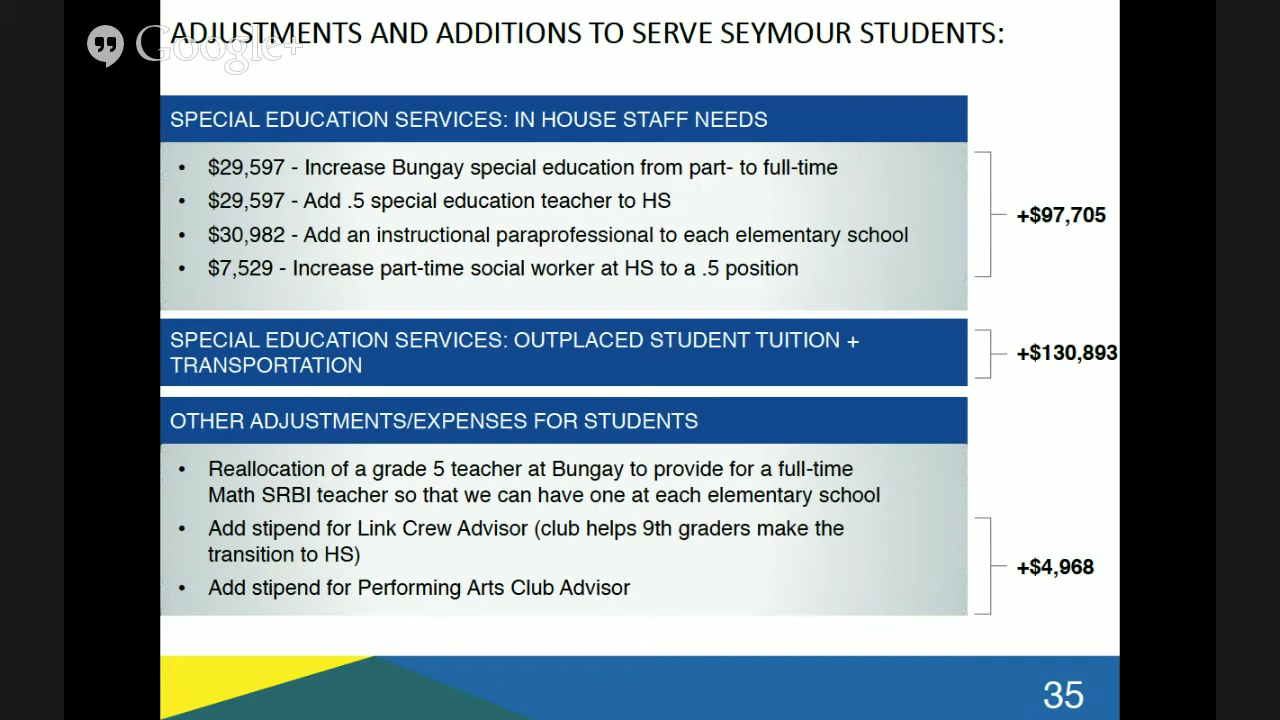 ADJUSTMENTS AND ADDITIONS TO SERVE SEYMOUR STUDENTS:
Google+
SPECIAL EDUCATION SERVICES: IN HOUSE STAFF NEEDS
• $29,597 - Increase Bungay special education from part- to full-time
• $29,597 - Add .5 special education teacher to HS
• $30,982 - Add an instructional paraprofessional to each elementary school
• $7,529 - Increase part-time social worker at HS to a .5 position
+$97,705
SPECIAL EDUCATION SERVICES: OUTPLACED STUDENT TUITION +
TRANSPORTATION
+$130,893
OTHER ADJUSTMENTS/EXPENSES FOR STUDENTS
• Reallocation of a grade 5 teacher at Bungay to provide for a full-time
Math SRBI teacher so that we can have one at each elementary school
• Add stipend for Link Crew Advisor (club helps 9th graders make the
transition to HS)
• Add stipend for Performing Arts Club Advisor
+$4,968
35